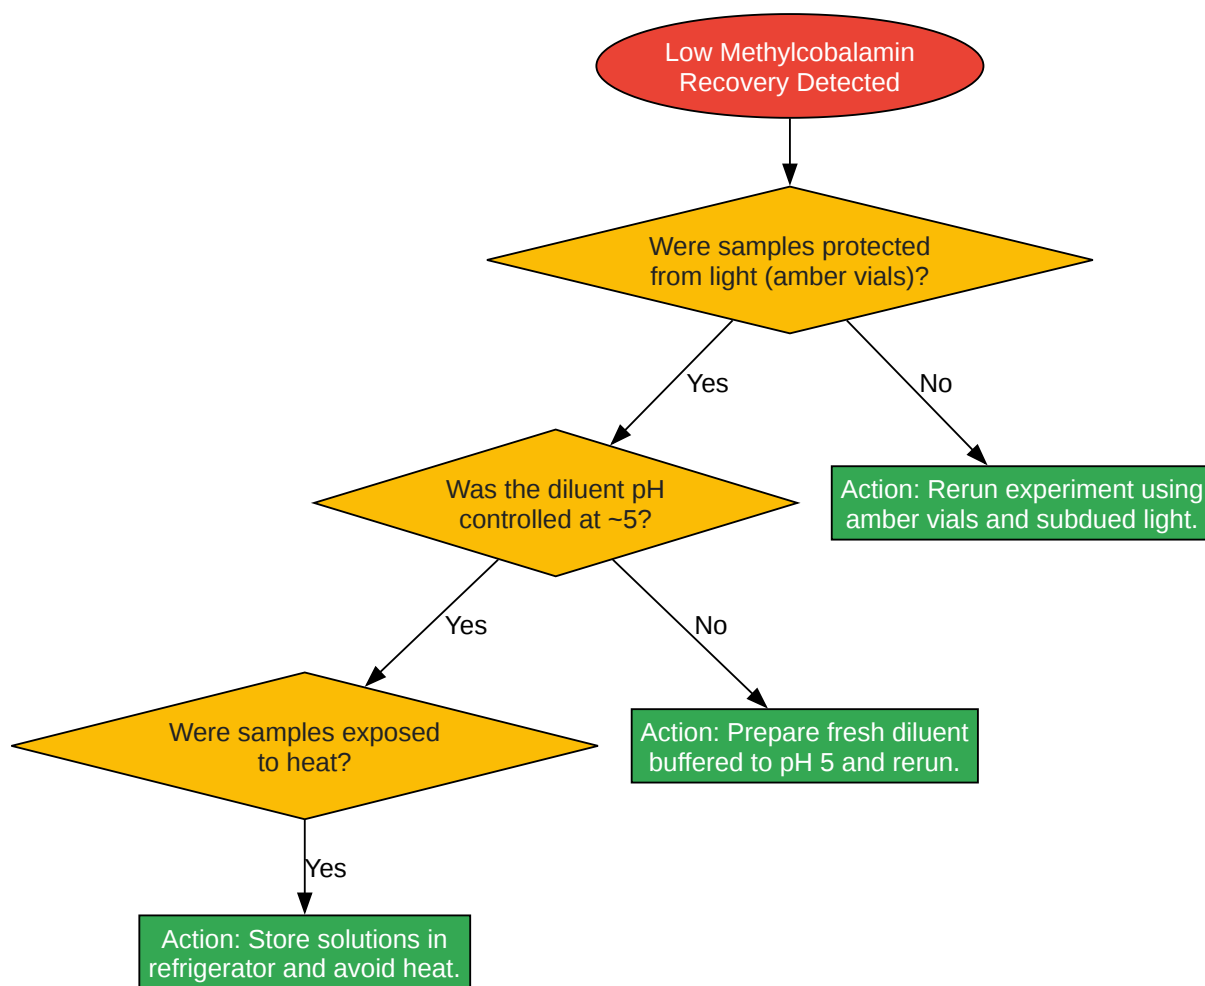 Low Methylcobalamin
Recovery Detected
Were samples protected
from light (amber vials)?
Yes
No
Was the diluent pH
controlled at ~5?
Action: Rerun experiment using
amber vials and subdued light.
Yes
No
Were samples exposed
to heat?
Action: Prepare fresh diluent
buffered to pH 5 and rerun.
Yes
Action: Store solutions in
refrigerator and avoid heat.